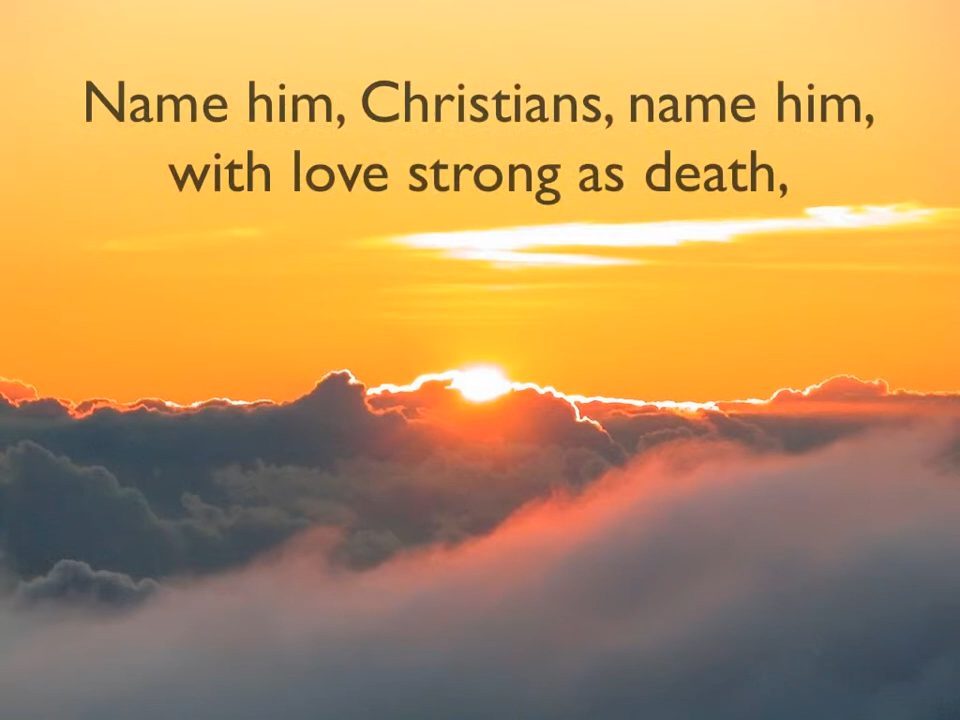 Name him, Christians, name him,
with love strong as death,